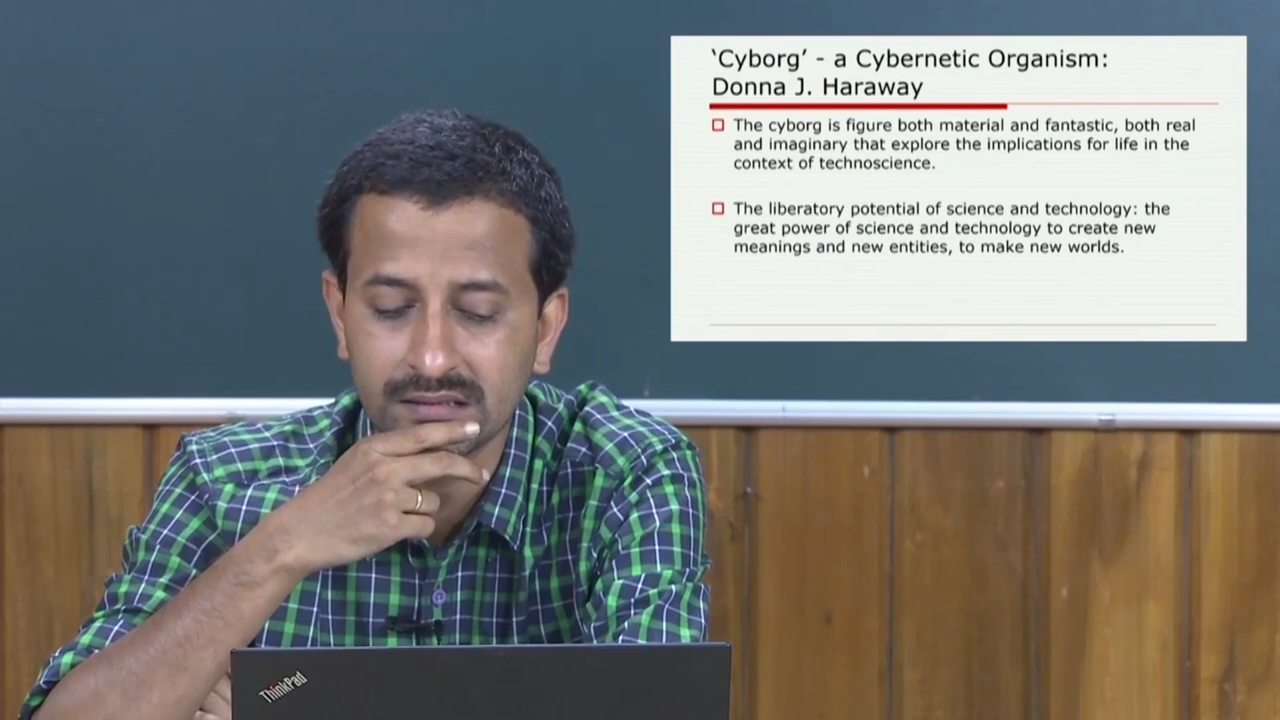 ‘Cyborg’ - a Cybernetic Organism:
Donna J. Haraway
The cyborg is figure both material and fantastic, both real
and imaginary that explore the implications for life in the
context of technoscience.
The liberatory potential of science and technology: the
great power of science and technology to create new
meanings and new entities, to make new worlds.
ThinkPad